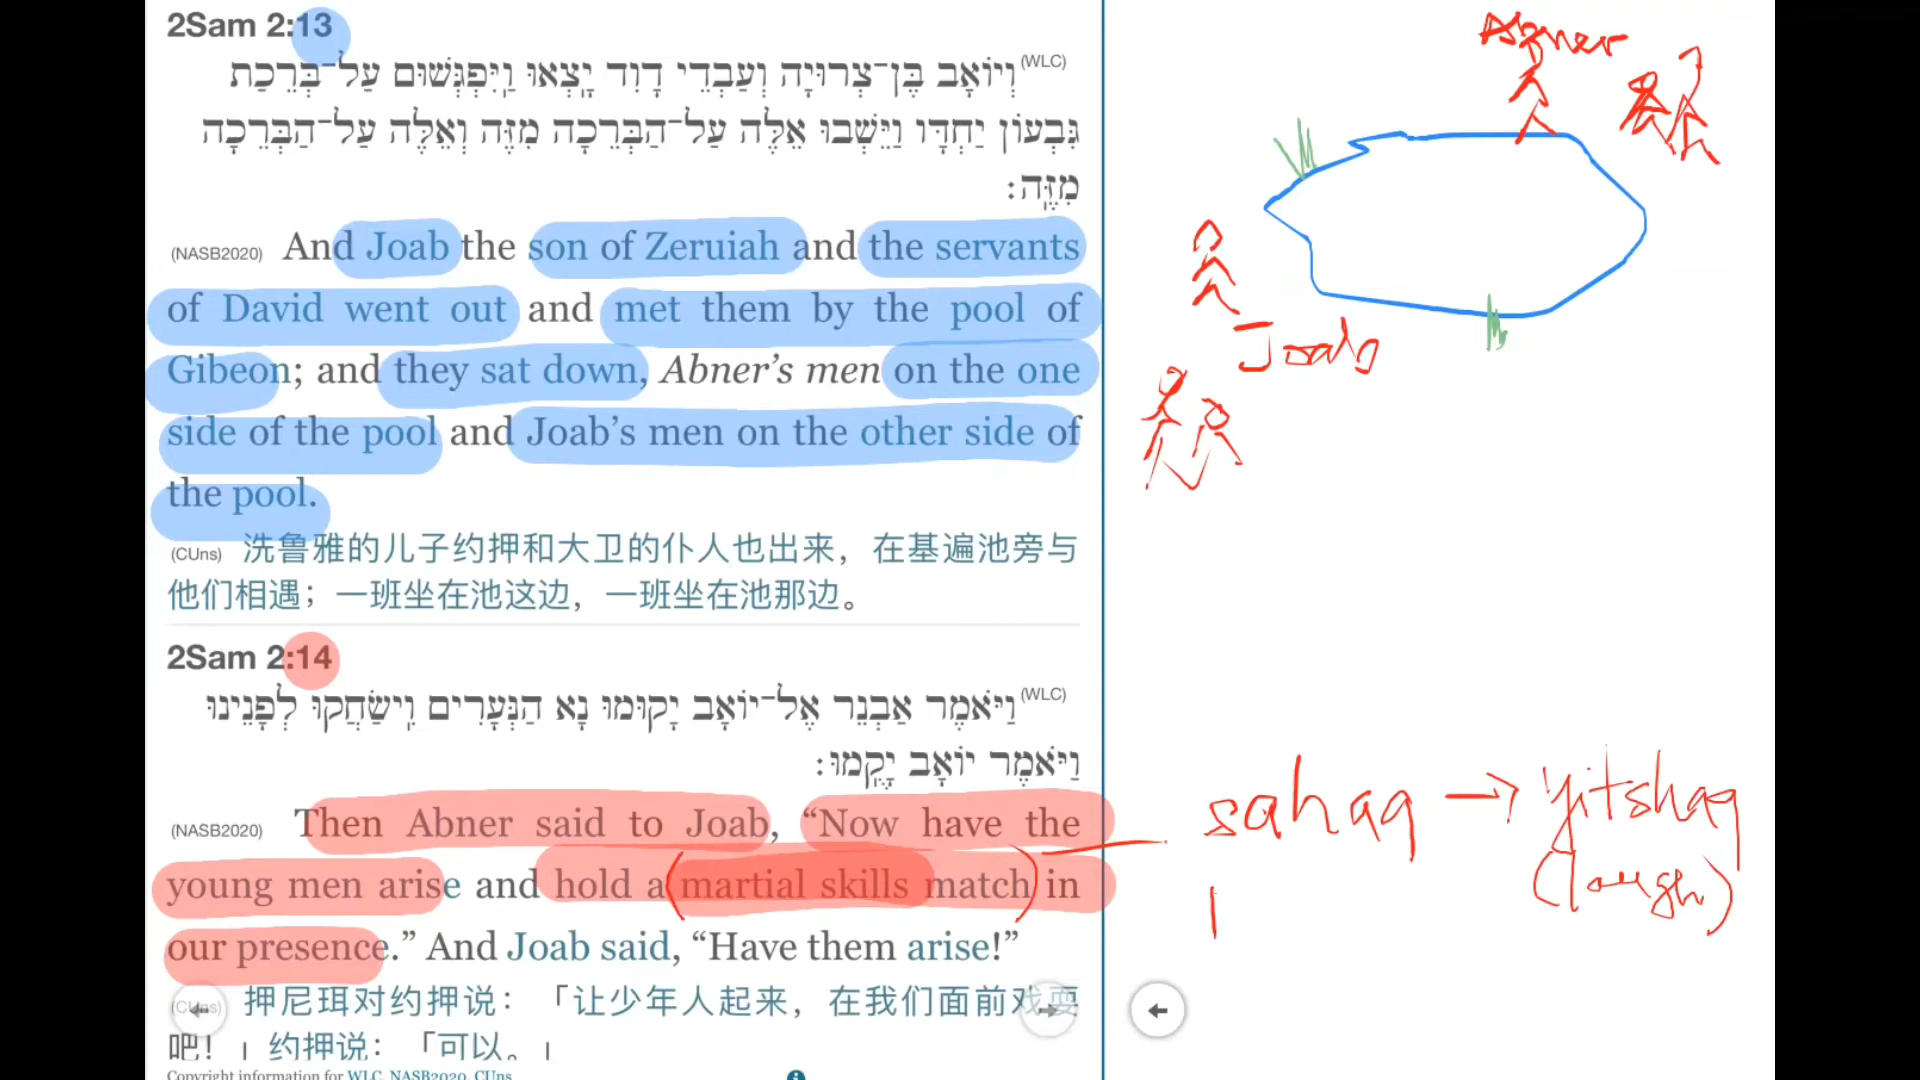 2Sam 2:13
(WLC) וְיוֹאָ֨ב בֶּן־צְרוּיָ֜ה וְעַבְדֵ֤י דָוִד֙ יָֽצְא֔וּ וַֽיִּפְגְּשׁ֛וּם עַל־בְּרֵכַ֥ת
גִּבְע֖וֹן יַחְדָּ֑ו וַיֵּ֨שְׁב֜וּ אֵ֤לֶּה עַל־הַבְּרֵכָה֙ מִזֶּ֔ה וְאֵ֥לֶּה עַל־הַבְּרֵכָ֖ה
מִזֶּֽה׃
(NASB2020) And Joab the son of Zeruiah and the servants
of David went out and met them by the pool of
Gibeon; and they sat down, Abner’s men on the one
side of the pool and Joab’s men on the other side of
the pool.
(CUns) 洗鲁雅的儿子约押和大卫的仆人也出来，在基遍池旁与
他们相遇；一班坐在池这边，一班坐在池那边。
2Sam 2:14
(WLC) וַיֹּ֤אמֶר אַבְנֵר֙ אֶל־יוֹאָ֔ב יָק֤וּמוּ נָא֙ הַנְּעָרִ֔ים וִֽישַׂחֲק֖וּ לְפָנֵ֑ינוּ
וַיֹּ֥אמֶר יוֹאָ֖ב יָקֻֽמוּ׃
(NASB2020) Then Abner said to Joab, “Now have the
young men arise and hold a (martial skills match) in
our presence.” And Joab said, “Have them arise!”
(CUns) 押尼珥对约押说：「让少年人起来，在我们面前戏耍
吧！」约押说：「可以。」
Copyright information for WLC, NASB2020, CUns
Abner
Joab
sahaq → yitshaq
(laugh)